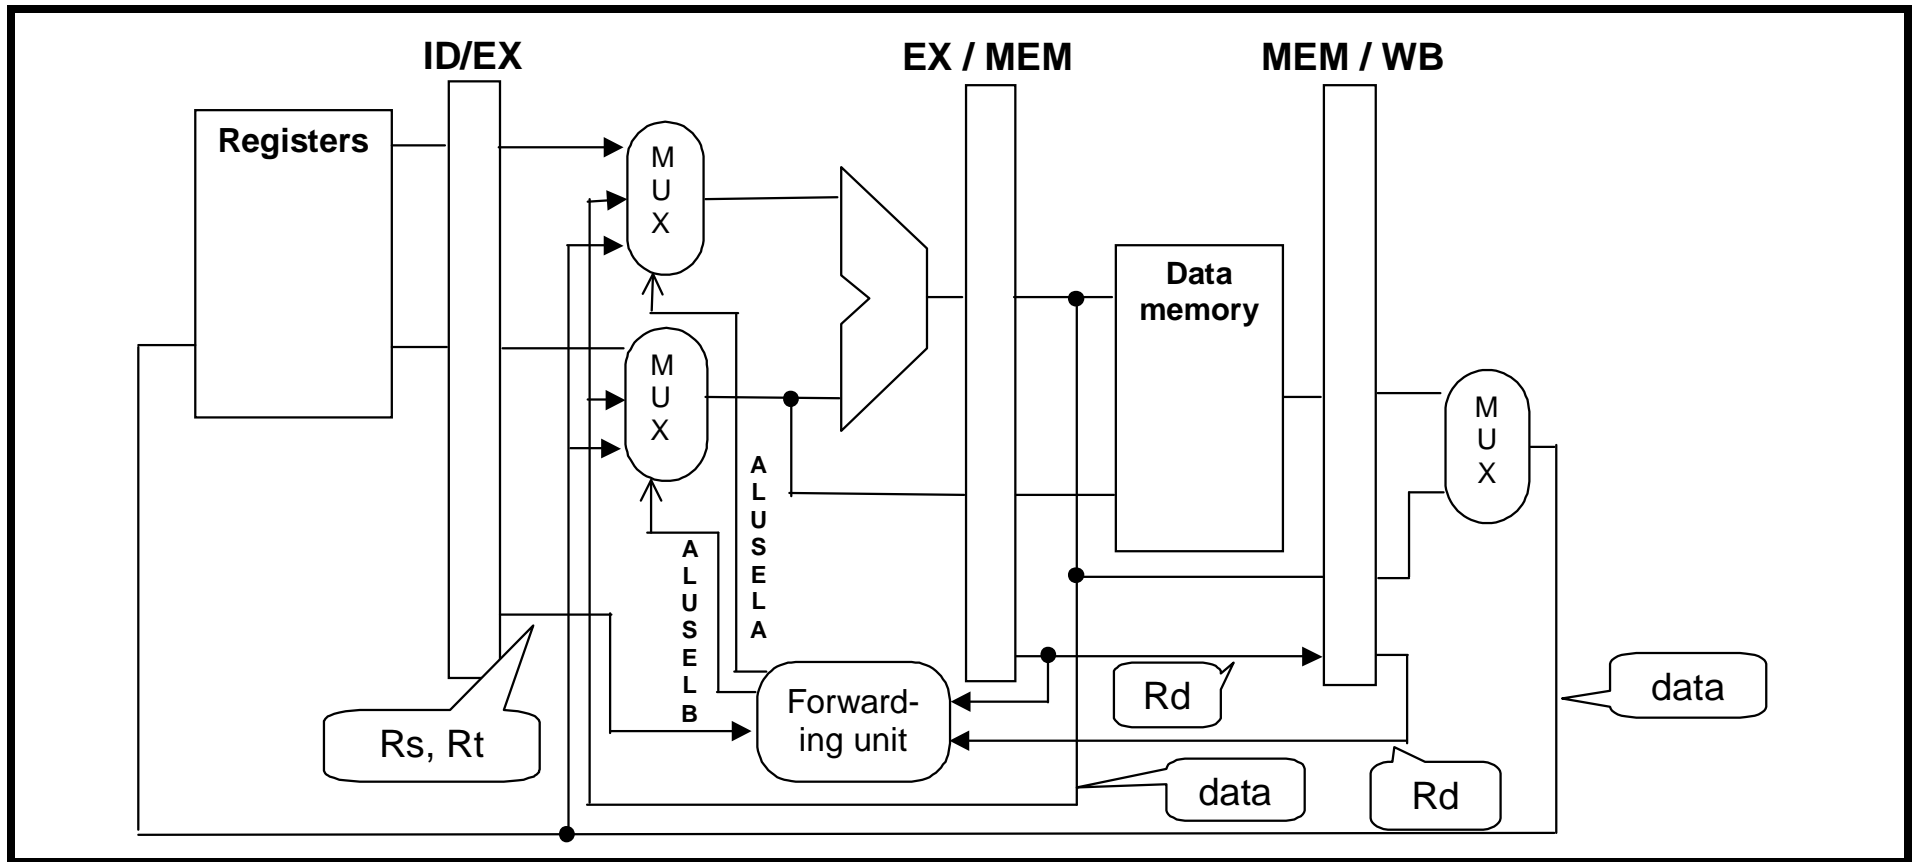 ID/EX
EX / MEM
MEM / WB
Registers
M
U
X
Data
memory
M
U
X
M
U
X
A
L
U
S
E
L
A
A
L
U
S
E
L
B
Forward-
ing unit
Rd
data
Rs, Rt
data
Rd